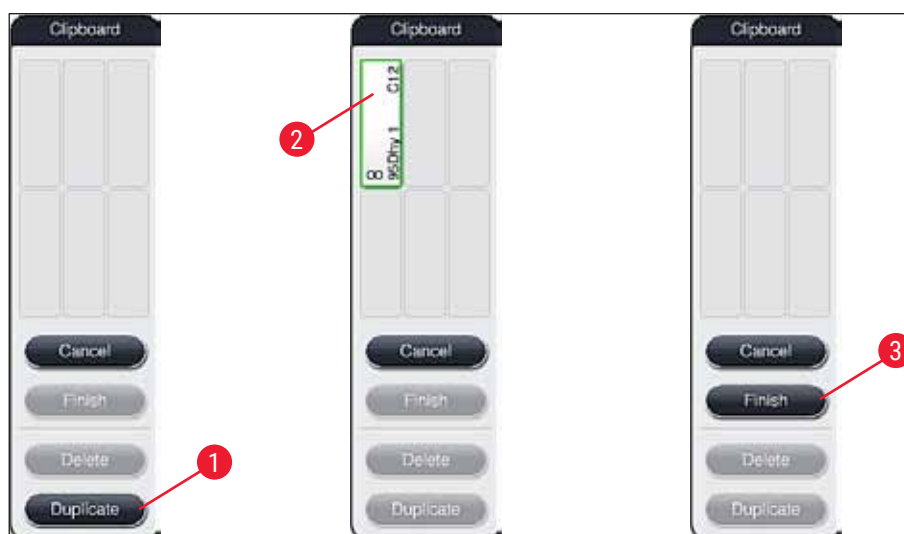 Clipboard
Cancel
Finish
Delete
Duplicate
1
Clipboard
2
G12
95Dhy 1
8
Cancel
Finish
Delete
Duplicate
Clipboard
Cancel
Finish
3
Delete
Duplicate